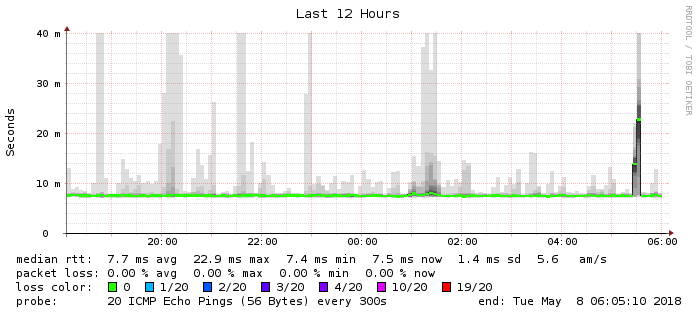 Last 12 Hours
RRDTOOL / TOBI OETIKER
Seconds
40 m
30 m
20 m
10 m
0
20:00 22:00 00:00 02:00 04:00 06:00
median rtt: 7.7 ms avg 22.9 ms max 7.4 ms min 7.5 ms now 1.4 ms sd 5.6 am/s
packet loss: 0.00 % avg 0.00 % max 0.00 % min 0.00 % now
loss color: 0 1/20 2/20 3/20 4/20 10/20 19/20
probe: 20 ICMP Echo Pings (56 Bytes) every 300s end: Tue May 8 06:05:10 2018